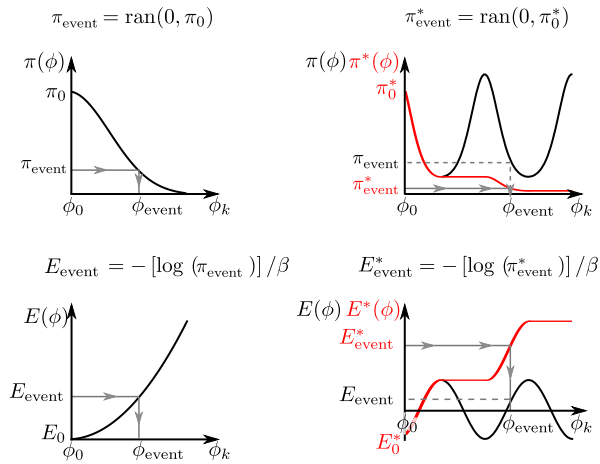 π_event = ran(0, π_0)
π*_event = ran(0, π*_0)
π(ϕ)
π_0
π_event
ϕ_0
ϕ_event
ϕ_k
π(ϕ) π*(ϕ)
π*_0
π_event
π*_event
ϕ_0
ϕ_event
ϕ_k
E_event = − [log (π_event )] /β
E*_event = − [log (π*_event )] /β
E(ϕ)
E_event
E_0
ϕ_0
ϕ_event
ϕ_k
E(ϕ) E*(ϕ)
E*_event
E_event
ϕ_0
ϕ_event
ϕ_k
E*_0